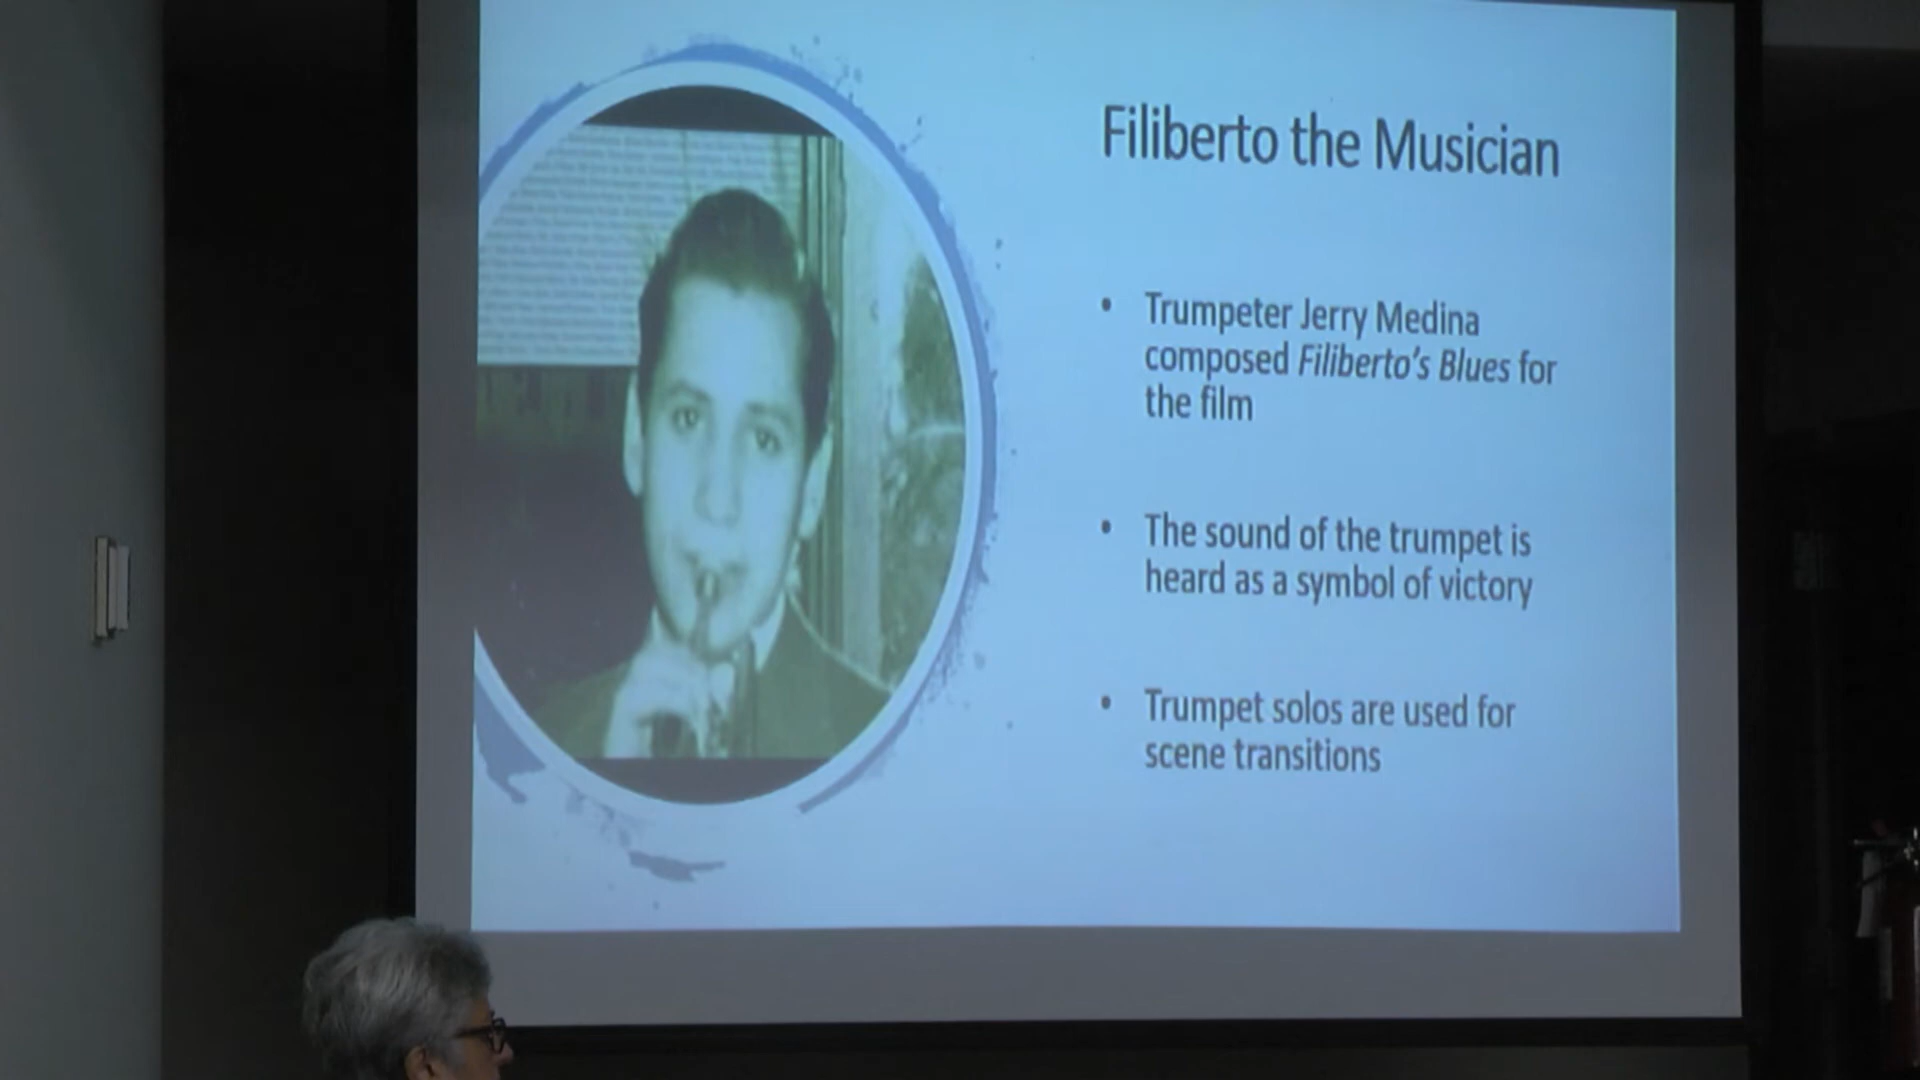 Filiberto the Musician
• Trumpeter Jerry Medina
composed Filiberto's Blues for
the film
• The sound of the trumpet is
heard as a symbol of victory
• Trumpet solos are used for
scene transitions